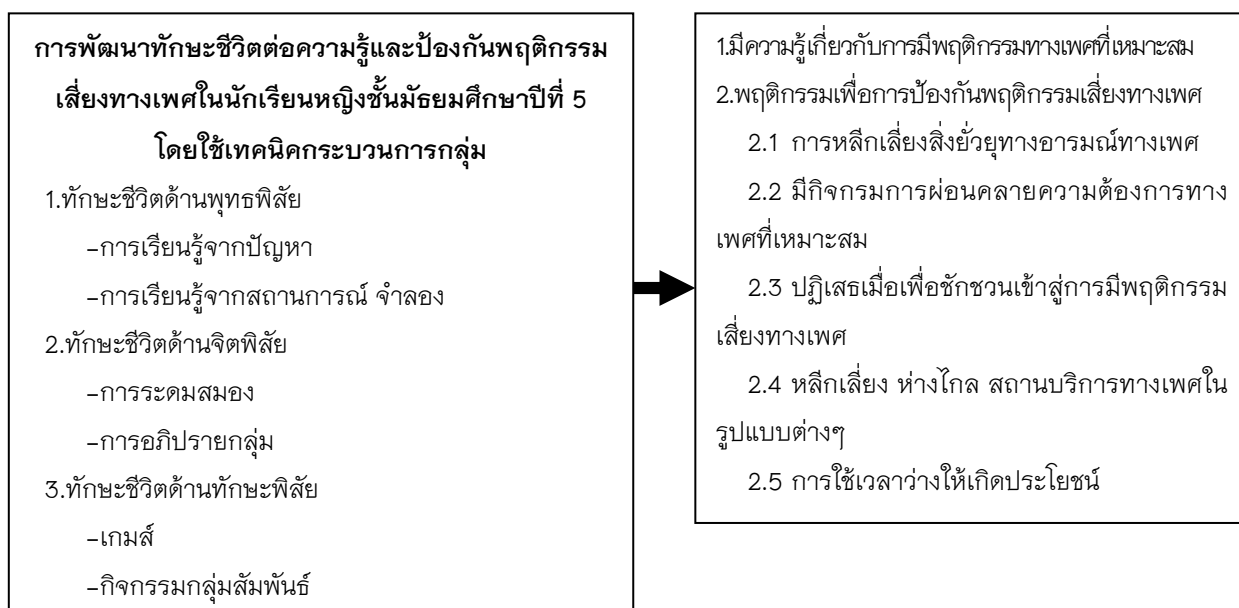 การพัฒนาทักษะชีวิตต่อความรู้และป้องกันพฤติกรรม
เสี่ยงทางเพศในนักเรียนหญิงชั้นมัธยมศึกษาปีที่ 5
โดยใช้เทคนิคกระบวนการกลุ่ม
1.ทักษะชีวิตด้านพุทธพิสัย
-การเรียนรู้จากปัญหา
-การเรียนรู้จากสถานการณ์ จำลอง
2.ทักษะชีวิตด้านจิตพิสัย
-การระดมสมอง
-การอภิปรายกลุ่ม
3.ทักษะชีวิตด้านทักษะพิสัย
-เกมส์
-กิจกรรมกลุ่มสัมพันธ์
1.มีความรู้เกี่ยวกับการมีพฤติกรรมทางเพศที่เหมาะสม
2.พฤติกรรมเพื่อการป้องกันพฤติกรรมเสี่ยงทางเพศ
2.1 การหลีกเลี่ยงสิ่งยั่วยุทางอารมณ์ทางเพศ
2.2 มีกิจกรมการผ่อนคลายความต้องการทาง
เพศที่เหมาะสม
2.3 ปฏิเสธเมื่อเพื่อชักชวนเข้าสู่การมีพฤติกรรม
เสี่ยงทางเพศ
2.4 หลีกเลี่ยง ห่างไกล สถานบริการทางเพศใน
รูปแบบต่างๆ
2.5 การใช้เวลาว่างให้เกิดประโยชน์